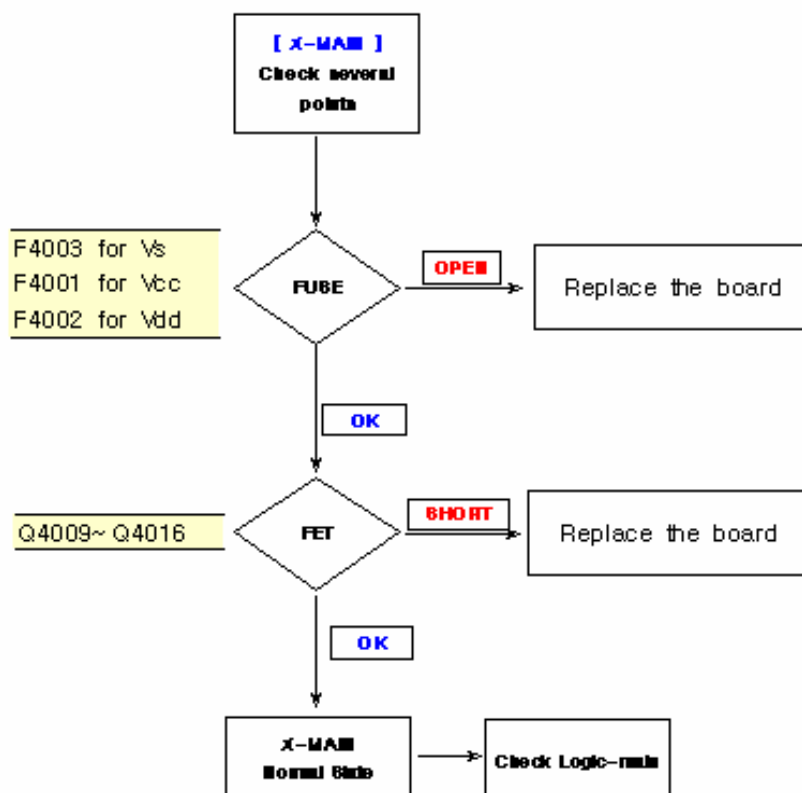 [ X-MAIN ]
Check several
points
F4003 for Vs
F4001 for Vcc
F4002 for Vdd
FUSE
OPEN
Replace the board
OK
Q4009~ Q4016
FET
SHORT
Replace the board
OK
X-MAIN
Normal State
Check Logic-main